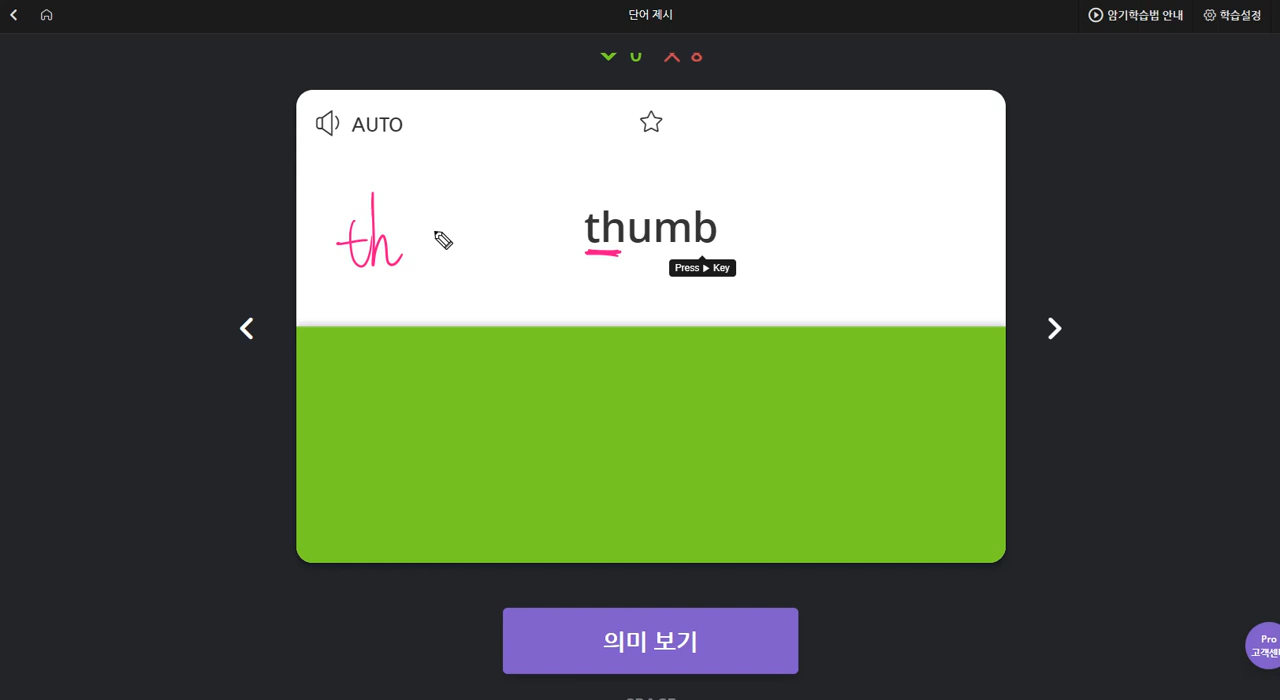 단어 제시
암기학습법 안내
학습설정
AUTO
th
thumb
Press ▶ Key
의미 보기
Pro